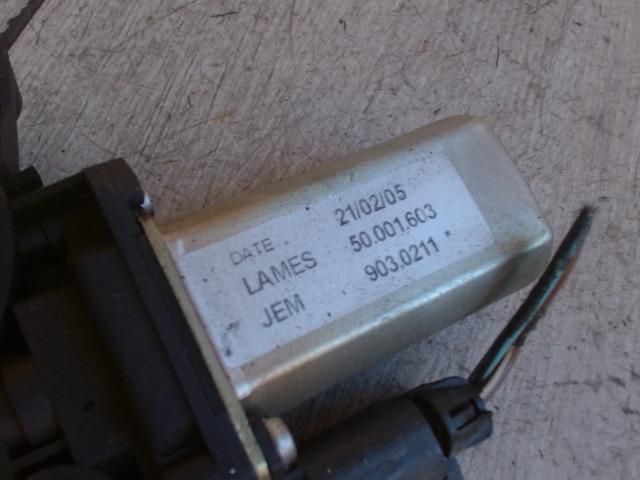 DATE 21/02/05
LAMES 50.001.603
JEM 903.0211 *